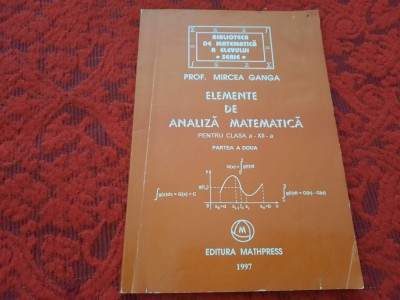 BIBLIOTECA
DE MATEMATICĂ
A ELEVULUI
* SERIE *
PROF. MIRCEA GANGA
ELEMENTE
DE
ANALIZĂ MATEMATICĂ
PENTRU CLASA a-XII-a
PARTEA A DOUA
M
EDITURA MATHPRESS
1997